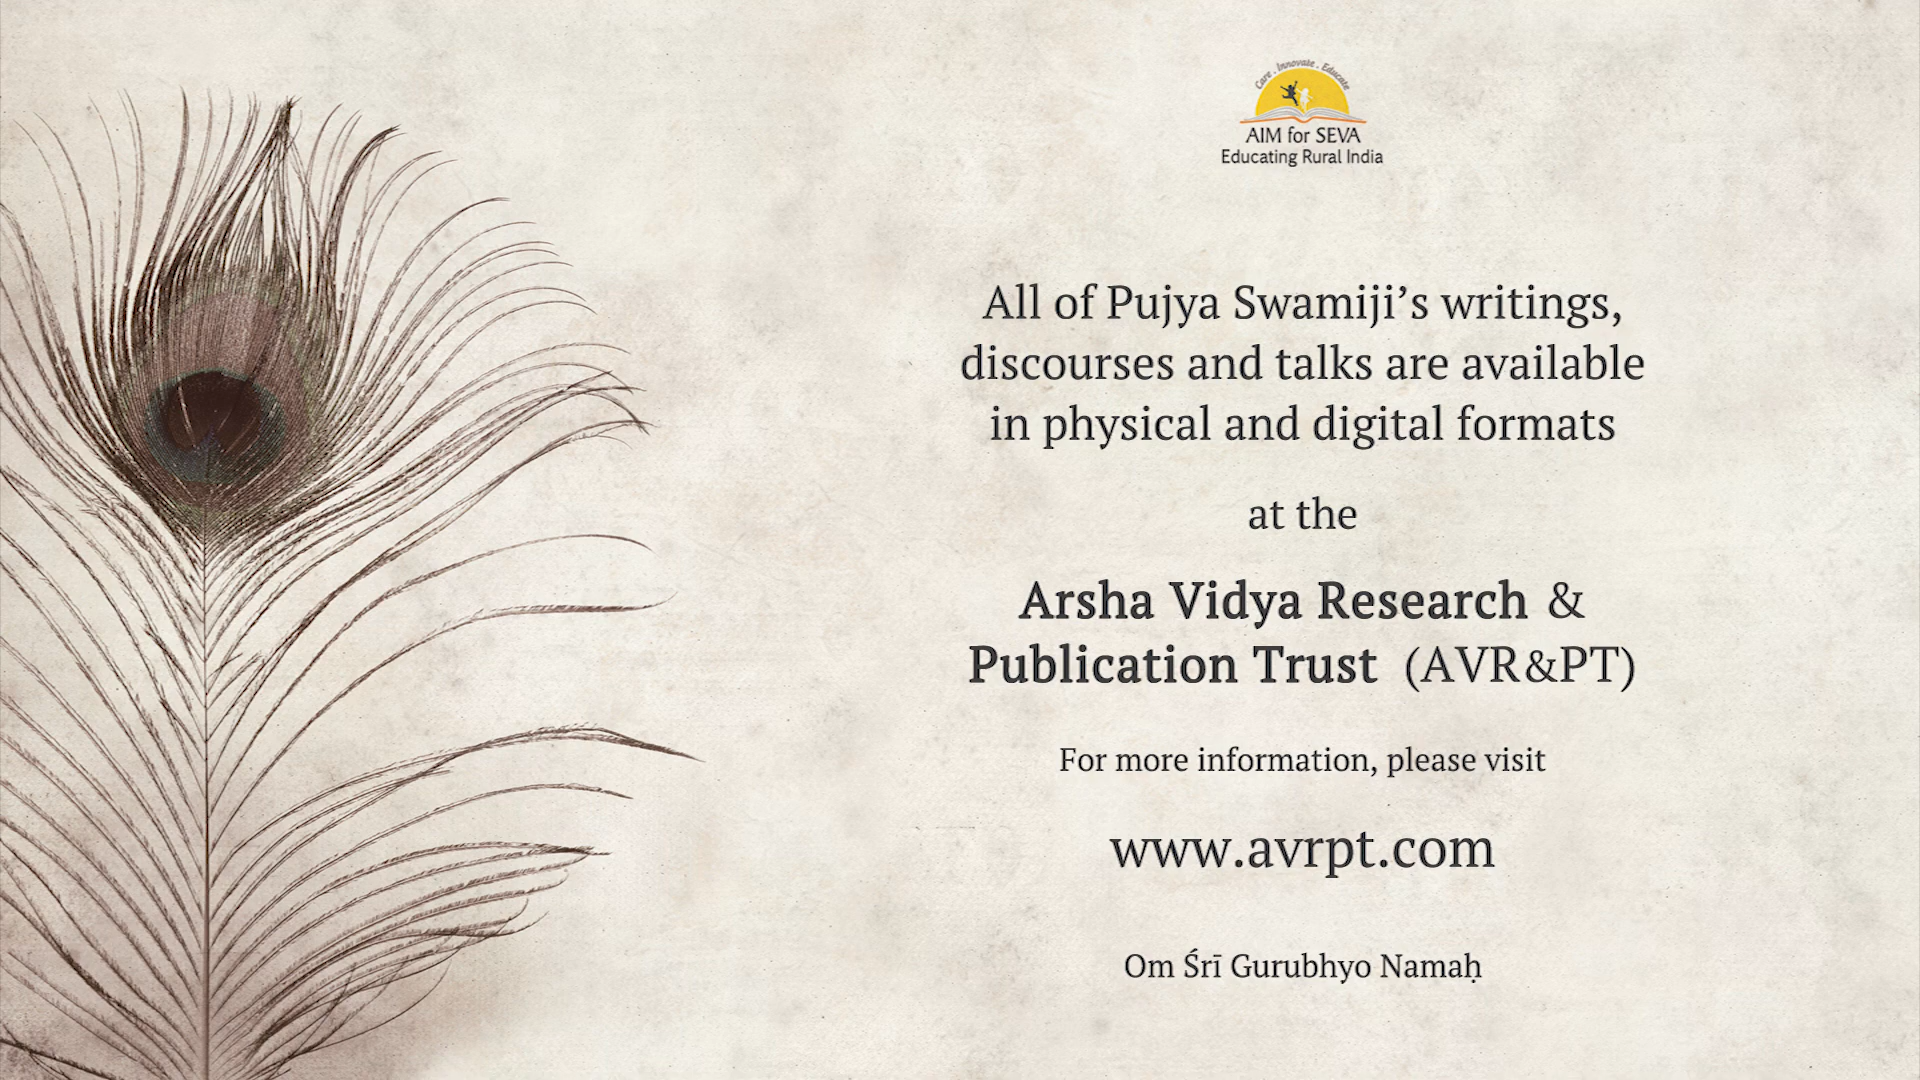 Care . Innovate . Educate
AIM for SEVA
Educating Rural India
All of Pujya Swamiji’s writings,
discourses and talks are available
in physical and digital formats
at the
Arsha Vidya Research &
Publication Trust (AVR&PT)
For more information, please visit
www.avrpt.com
Om Śrī Gurubhyo Namaḥ